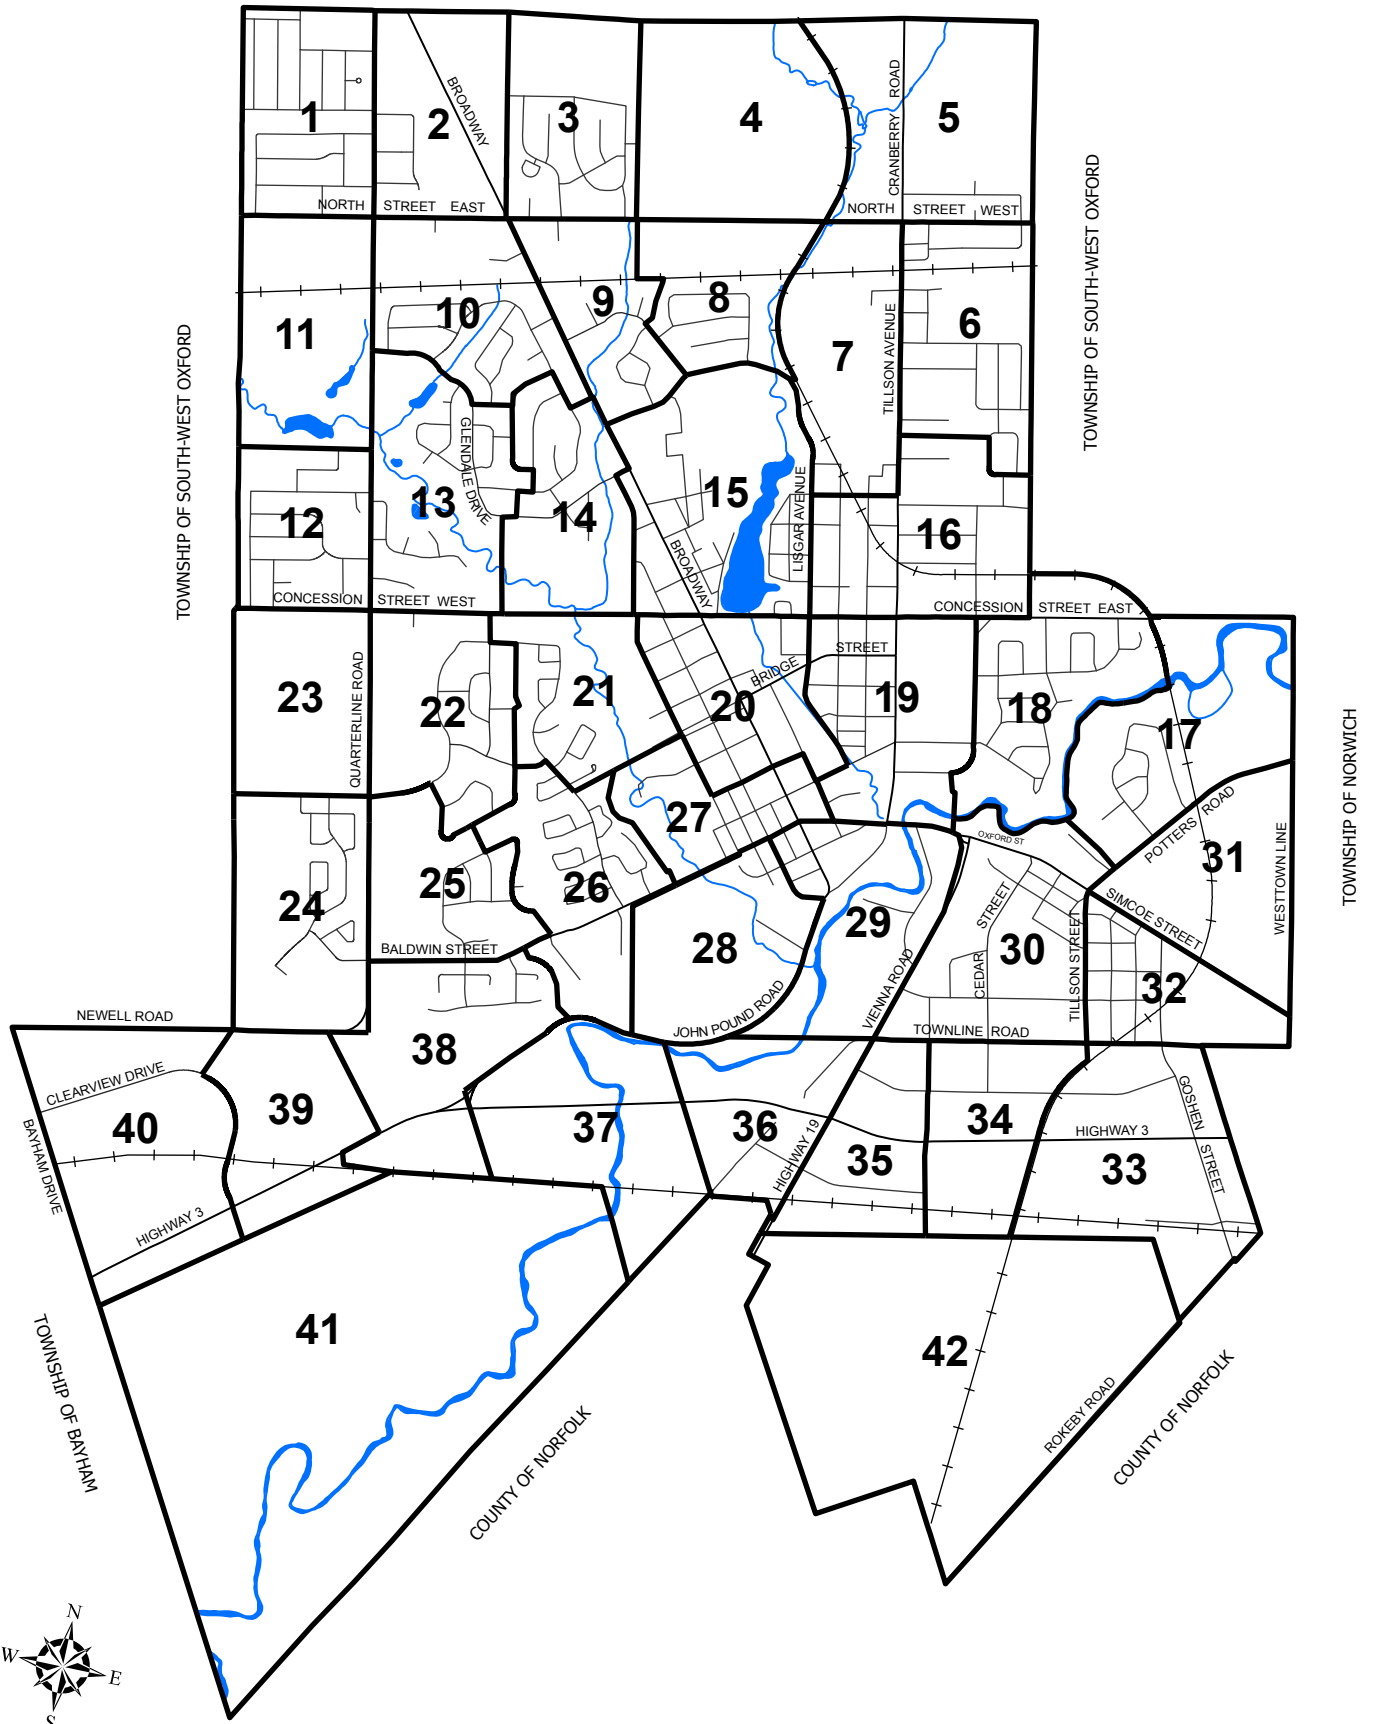 BROADWAY
1
2
3
4
CRANBERRY ROAD
5
NORTH STREET EAST
NORTH STREET WEST
TOWNSHIP OF SOUTH-WEST OXFORD
TOWNSHIP OF SOUTH-WEST OXFORD
11
10
9
8
7
TILLSON AVENUE
6
GLENDALE DRIVE
12
13
14
15
LISGAR AVENUE
16
BROADWAY
CONCESSION STREET WEST
CONCESSION STREET EAST
23
QUARTERLINE ROAD
22
21
20
BRIDGE STREET
19
18
17
TOWNSHIP OF NORWICH
24
25
26
27
OXFORD ST
POTTERS ROAD
31
WESTTOWN LINE
BALDWIN STREET
28
29
STREET
CEDAR
30
TILLSON STREET
SIMCOE STREET
32
NEWELL ROAD
JOHN POUND ROAD
VIENNA ROAD
TOWNLINE ROAD
38
CLEARVIEW DRIVE
40
39
37
36
HIGHWAY 19
35
34
HIGHWAY 3
33
GOSHEN STREET
BAYHAM DRIVE
HIGHWAY 3
41
42
ROKEBY ROAD
TOWNSHIP OF BAYHAM
COUNTY OF NORFOLK
COUNTY OF NORFOLK
N
W
E
S